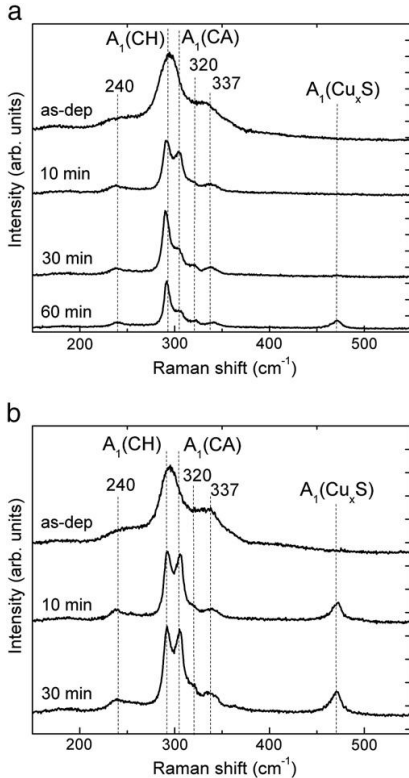 a
A₁(CH) A₁(CA)
240 320
337
A₁(CuₓS)
as-dep
10 min
30 min
60 min
Intensity (arb. units)
200 300 400 500
Raman shift (cm⁻¹)
b
A₁(CH) A₁(CA)
240 320
337
A₁(CuₓS)
as-dep
10 min
30 min
Intensity (arb. units)
200 300 400 500
Raman shift (cm⁻¹)